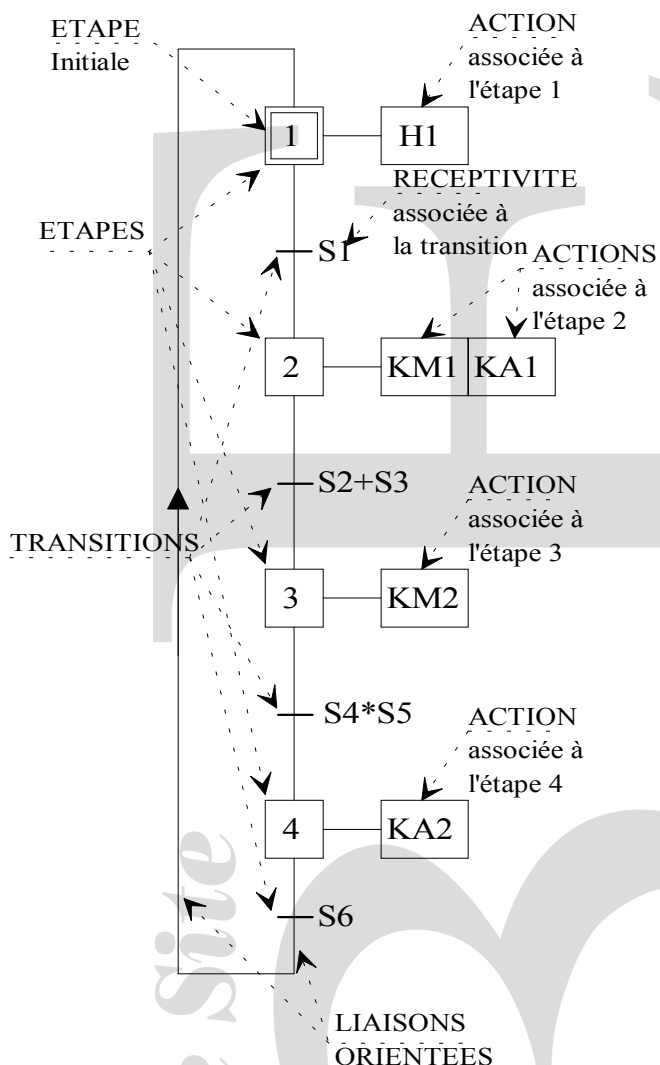 ETAPE
Initiale
ACTION
associée à
l'étape 1
1
H1
RECEPTIVITE
associée à
la transition
ETAPES
S1
ACTIONS
associée à
l'étape 2
2
KM1
KA1
S2+S3
ACTION
associée à
l'étape 3
TRANSITIONS
3
KM2
S4*S5
ACTION
associée à
l'étape 4
4
KA2
S6
LIAISONS
ORIENTEES
Site